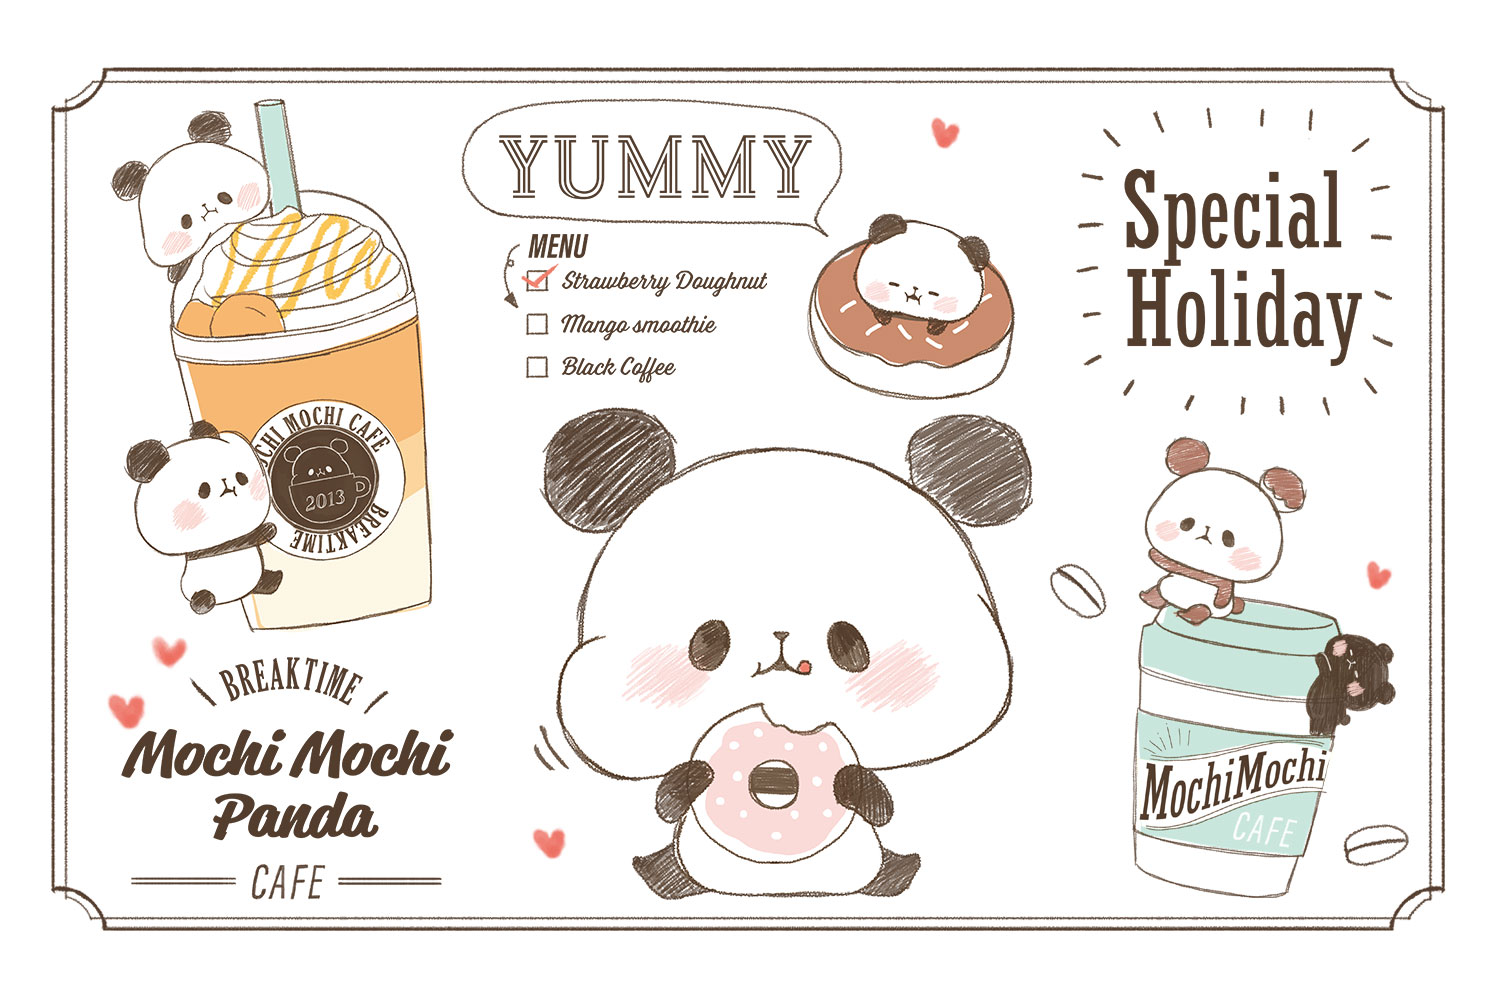 YUMMY
MENU
Strawberry Doughnut
Mango smoothie
Black Coffee
Special
Holiday
MOCHI CAFE
2013
BREAKTIME
BREAKTIME
Mochi Mochi
Panda
CAFE
MochiMochi
CAFE